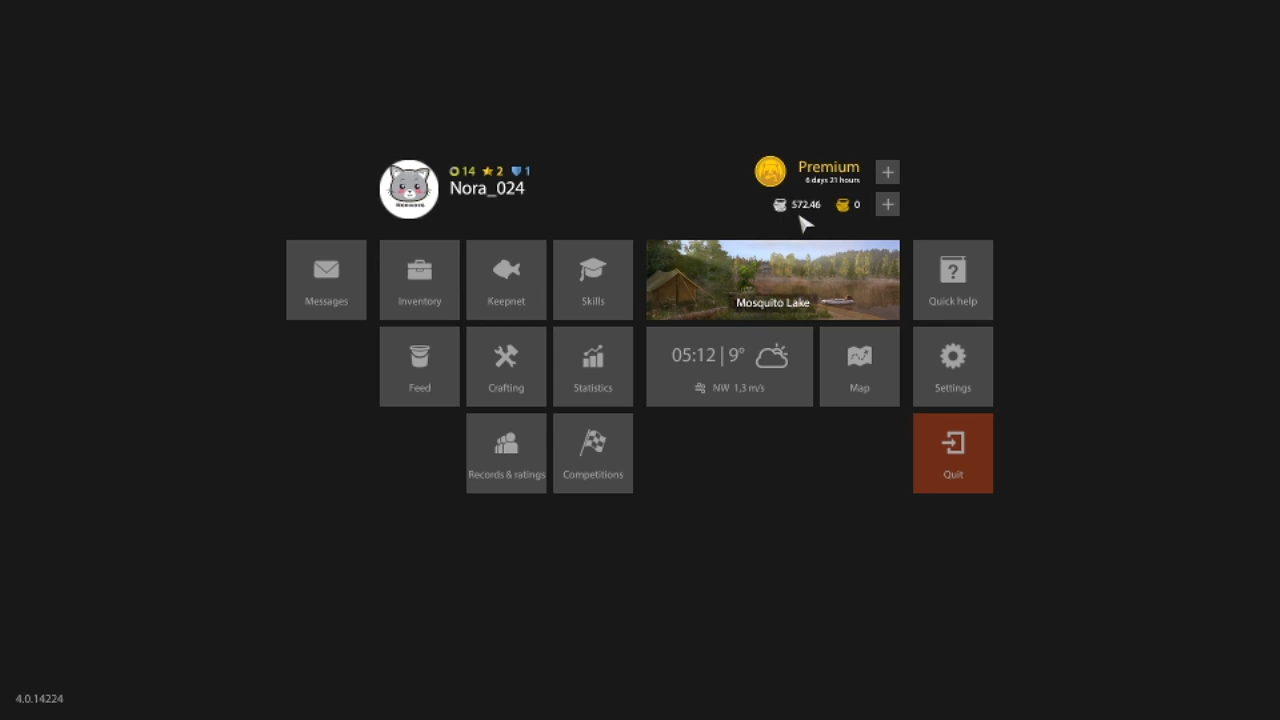 14 2 1
Nora_024
Premium
6 days 21 hours
572.46 0
Messages
Inventory
Keepnet
Skills
Mosquito Lake
Quick help
Feed
Crafting
Statistics
05:12 | 9°
NW 1,3 m/s
Map
Settings
Records & ratings
Competitions
Quit
4.0.14224